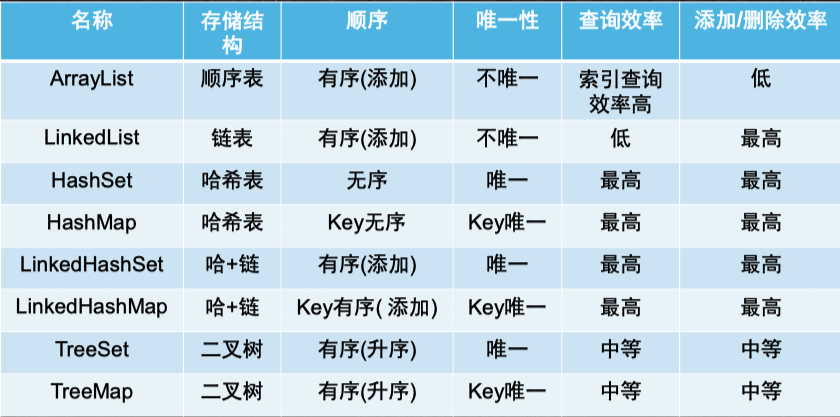 名称 存储结构 顺序 唯一性 查询效率 添加/删除效率
ArrayList 顺序表 有序(添加) 不唯一 索引查询效率高 低
LinkedList 链表 有序(添加) 不唯一 低 最高
HashSet 哈希表 无序 唯一 最高 最高
HashMap 哈希表 Key无序 Key唯一 最高 最高
LinkedHashSet 哈+链 有序(添加) 唯一 最高 最高
LinkedHashMap 哈+链 Key有序( 添加) Key唯一 最高 最高
TreeSet 二叉树 有序(升序) 唯一 中等 中等
TreeMap 二叉树 有序(升序) Key唯一 中等 中等